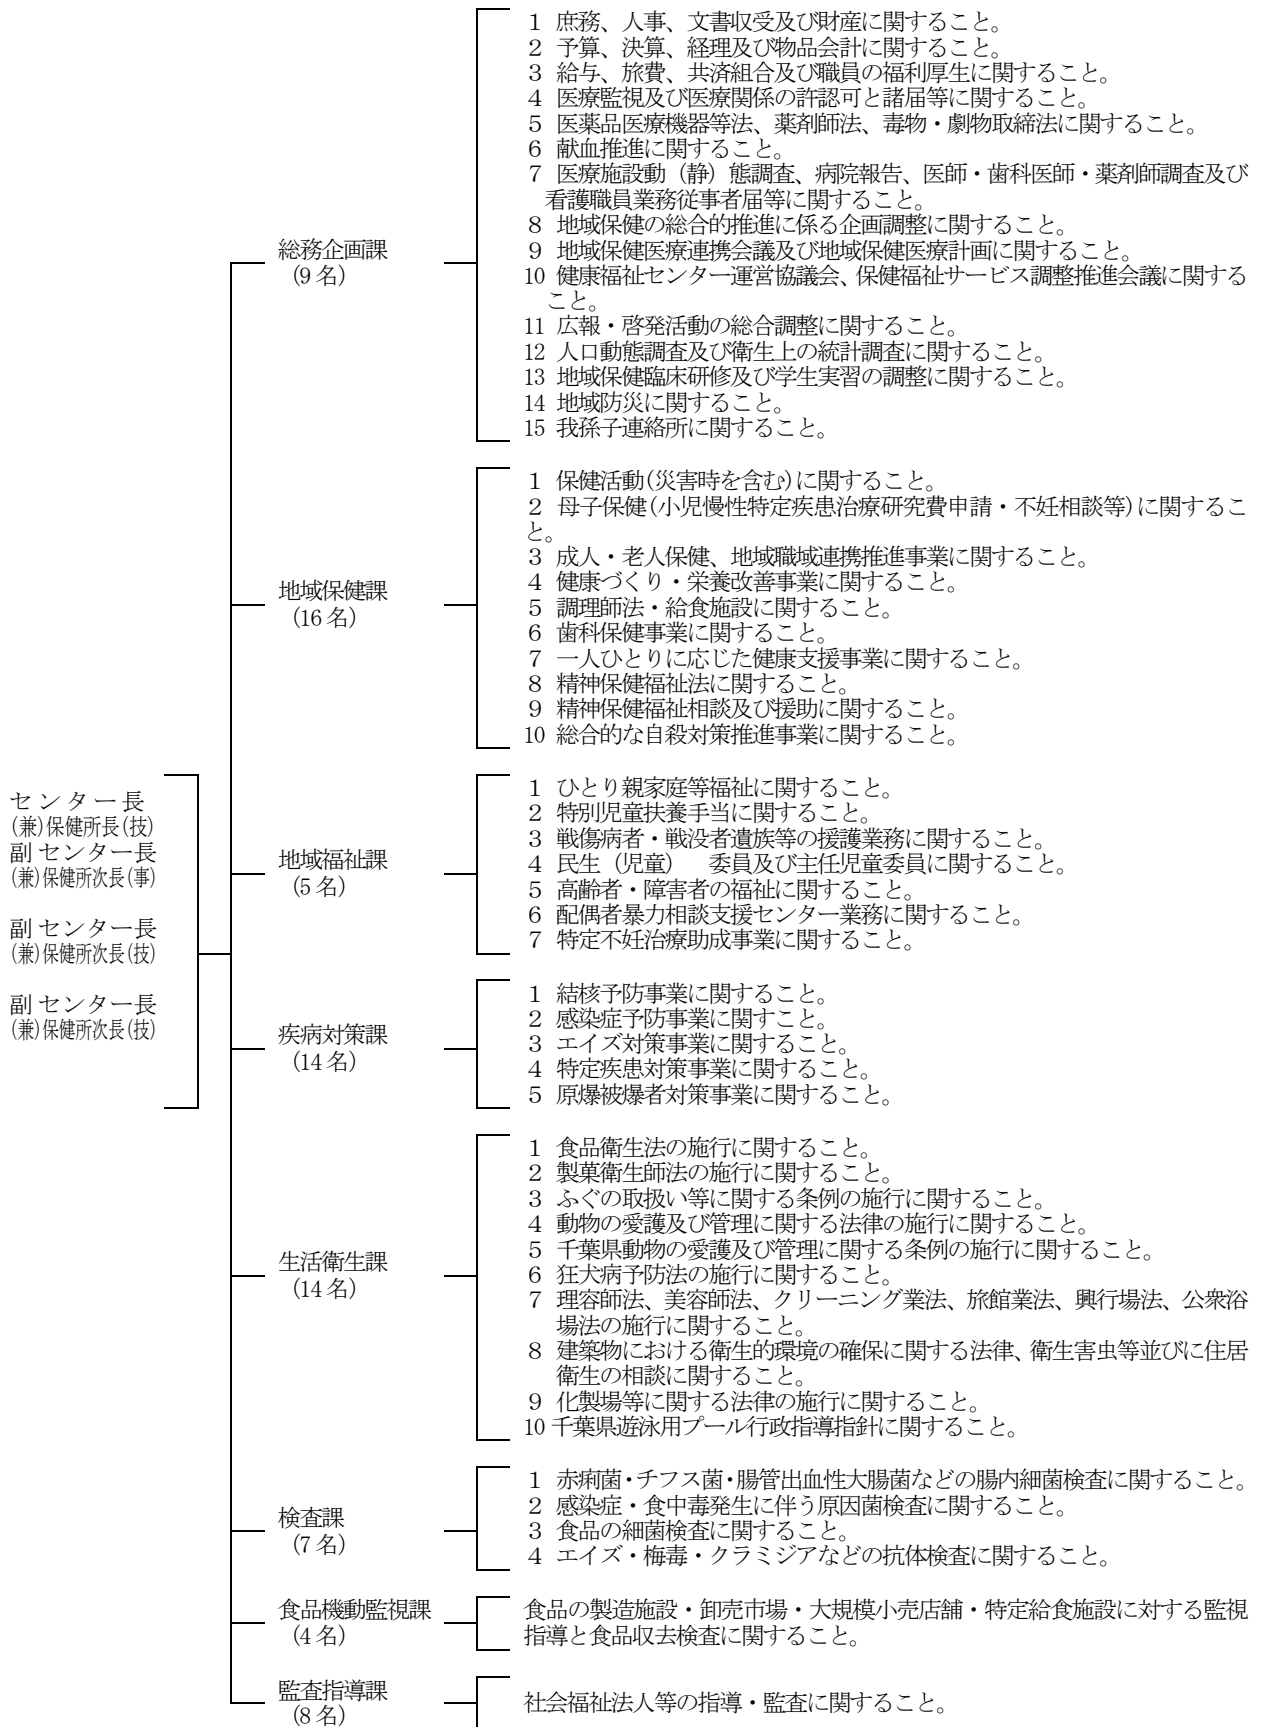 センター長
(兼)保健所長(技)
副センター長
(兼)保健所次長(事)
副センター長
(兼)保健所次長(技)
副センター長
(兼)保健所次長(技)
総務企画課
(9名)
1 庶務、人事、文書収受及び財産に関すること。
2 予算、決算、経理及び物品会計に関すること。
3 給与、旅費、共済組合及び職員の福利厚生に関すること。
4 医療監視及び医療関係の許認可と諸届等に関すること。
5 医薬品医療機器等法、薬剤師法、毒物・劇物取締法に関すること。
6 献血推進に関すること。
7 医療施設動（静）態調査、病院報告、医師・歯科医師・薬剤師調査及び
看護職員業務従事者届等に関すること。
8 地域保健の総合的推進に係る企画調整に関すること。
9 地域保健医療連携会議及び地域保健医療計画に関すること。
10 健康福祉センター運営協議会、保健福祉サービス調整推進会議に関する
こと。
11 広報・啓発活動の総合調整に関すること。
12 人口動態調査及び衛生上の統計調査に関すること。
13 地域保健臨床研修及び学生実習の調整に関すること。
14 地域防災に関すること。
15 我孫子連絡所に関すること。
地域保健課
(16名)
1 保健活動(災害時を含む)に関すること。
2 母子保健(小児慢性特定疾患治療研究費申請・不妊相談等)に関するこ
と。
3 成人・老人保健、地域職域連携推進事業に関すること。
4 健康づくり・栄養改善事業に関すること。
5 調理師法・給食施設に関すること。
6 歯科保健事業に関すること。
7 一人ひとりに応じた健康支援事業に関すること。
8 精神保健福祉法に関すること。
9 精神保健福祉相談及び援助に関すること。
10 総合的な自殺対策推進事業に関すること。
地域福祉課
(5名)
1 ひとり親家庭等福祉に関すること。
2 特別児童扶養手当に関すること。
3 戦傷病者・戦没者遺族等の援護業務に関すること。
4 民生（児童）　委員及び主任児童委員に関すること。
5 高齢者・障害者の福祉に関すること。
6 配偶者暴力相談支援センター業務に関すること。
7 特定不妊治療助成事業に関すること。
疾病対策課
(14名)
1 結核予防事業に関すること。
2 感染症予防事業に関すこと。
3 エイズ対策事業に関すること。
4 特定疾患対策事業に関すること。
5 原爆被爆者対策事業に関すること。
生活衛生課
(14名)
1 食品衛生法の施行に関すること。
2 製菓衛生師法の施行に関すること。
3 ふぐの取扱い等に関する条例の施行に関すること。
4 動物の愛護及び管理に関する法律の施行に関すること。
5 千葉県動物の愛護及び管理に関する条例の施行に関すること。
6 狂犬病予防法の施行に関すること。
7 理容師法、美容師法、クリーニング業法、旅館業法、興行場法、公衆浴
場法の施行に関すること。
8 建築物における衛生的環境の確保に関する法律、衛生害虫等並びに住居
衛生の相談に関すること。
9 化製場等に関する法律の施行に関すること。
10 千葉県遊泳用プール行政指導指針に関すること。
検査課
(7名)
1 赤痢菌・チフス菌・腸管出血性大腸菌などの腸内細菌検査に関すること。
2 感染症・食中毒発生に伴う原因菌検査に関すること。
3 食品の細菌検査に関すること。
4 エイズ・梅毒・クラミジアなどの抗体検査に関すること。
食品機動監視課
(4名)
食品の製造施設・卸売市場・大規模小売店舗・特定給食施設に対する監視
指導と食品収去検査に関すること。
監査指導課
(8名)
社会福祉法人等の指導・監査に関すること。